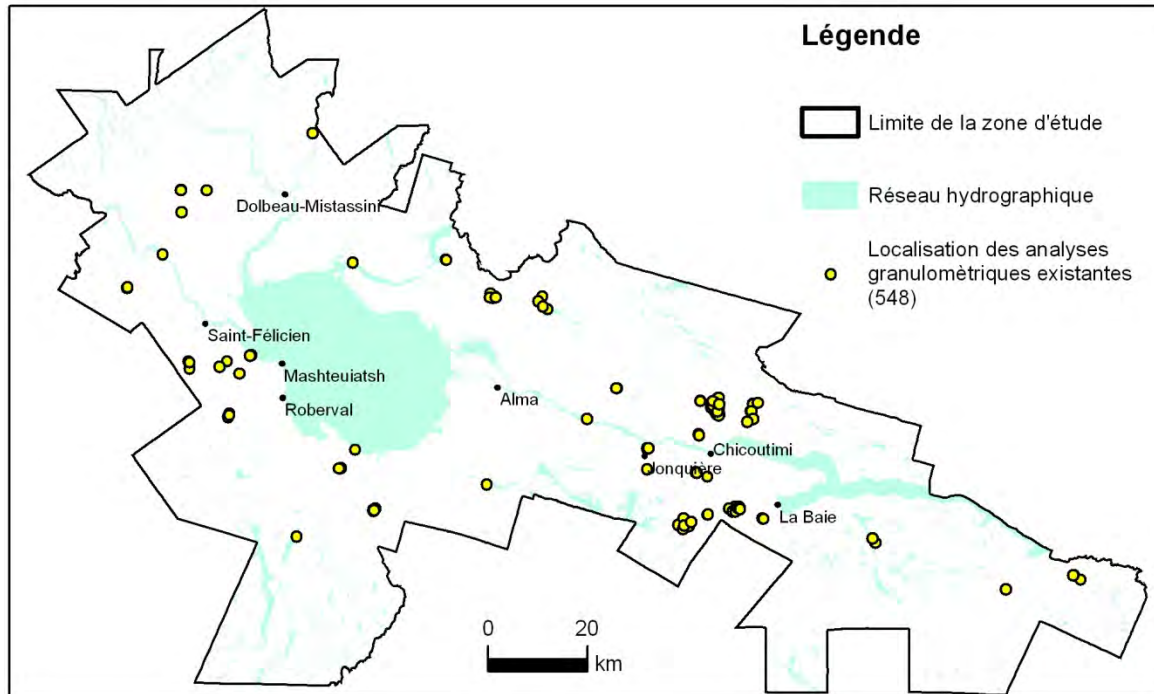 Légende
Limite de la zone d'étude
Réseau hydrographique
Localisation des analyses
granulomètriques existantes
(548)
Dolbeau-Mistassini
Saint-Félicien
Mashteuiatsh
Roberval
Alma
Chicoutimi
Jonquière
La Baie
0 20
km